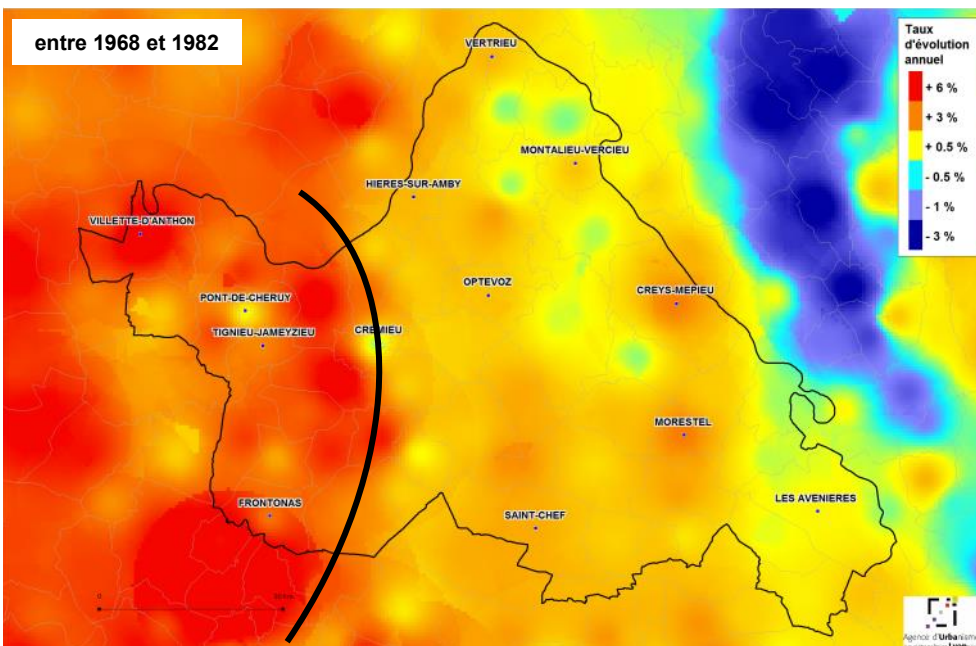 entre 1968 et 1982
Taux
d'évolution
annuel
+ 6 %
+ 3 %
+ 0.5 %
- 0.5 %
- 1 %
- 3 %
VERTRIEU
MONTALIEU-VERCIEU
HIERES-SUR-AMBY
VILLETTE-D'ANTHON
OPTEVOZ
CREYS-MEPIEU
PONT-DE-CHERUY
TIGNIEU-JAMEYZIEU
CREMIEU
MORESTEL
LES AVENIERES
FRONTONAS
SAINT-CHEF
0
Agence d'Urbanisme
Lyon